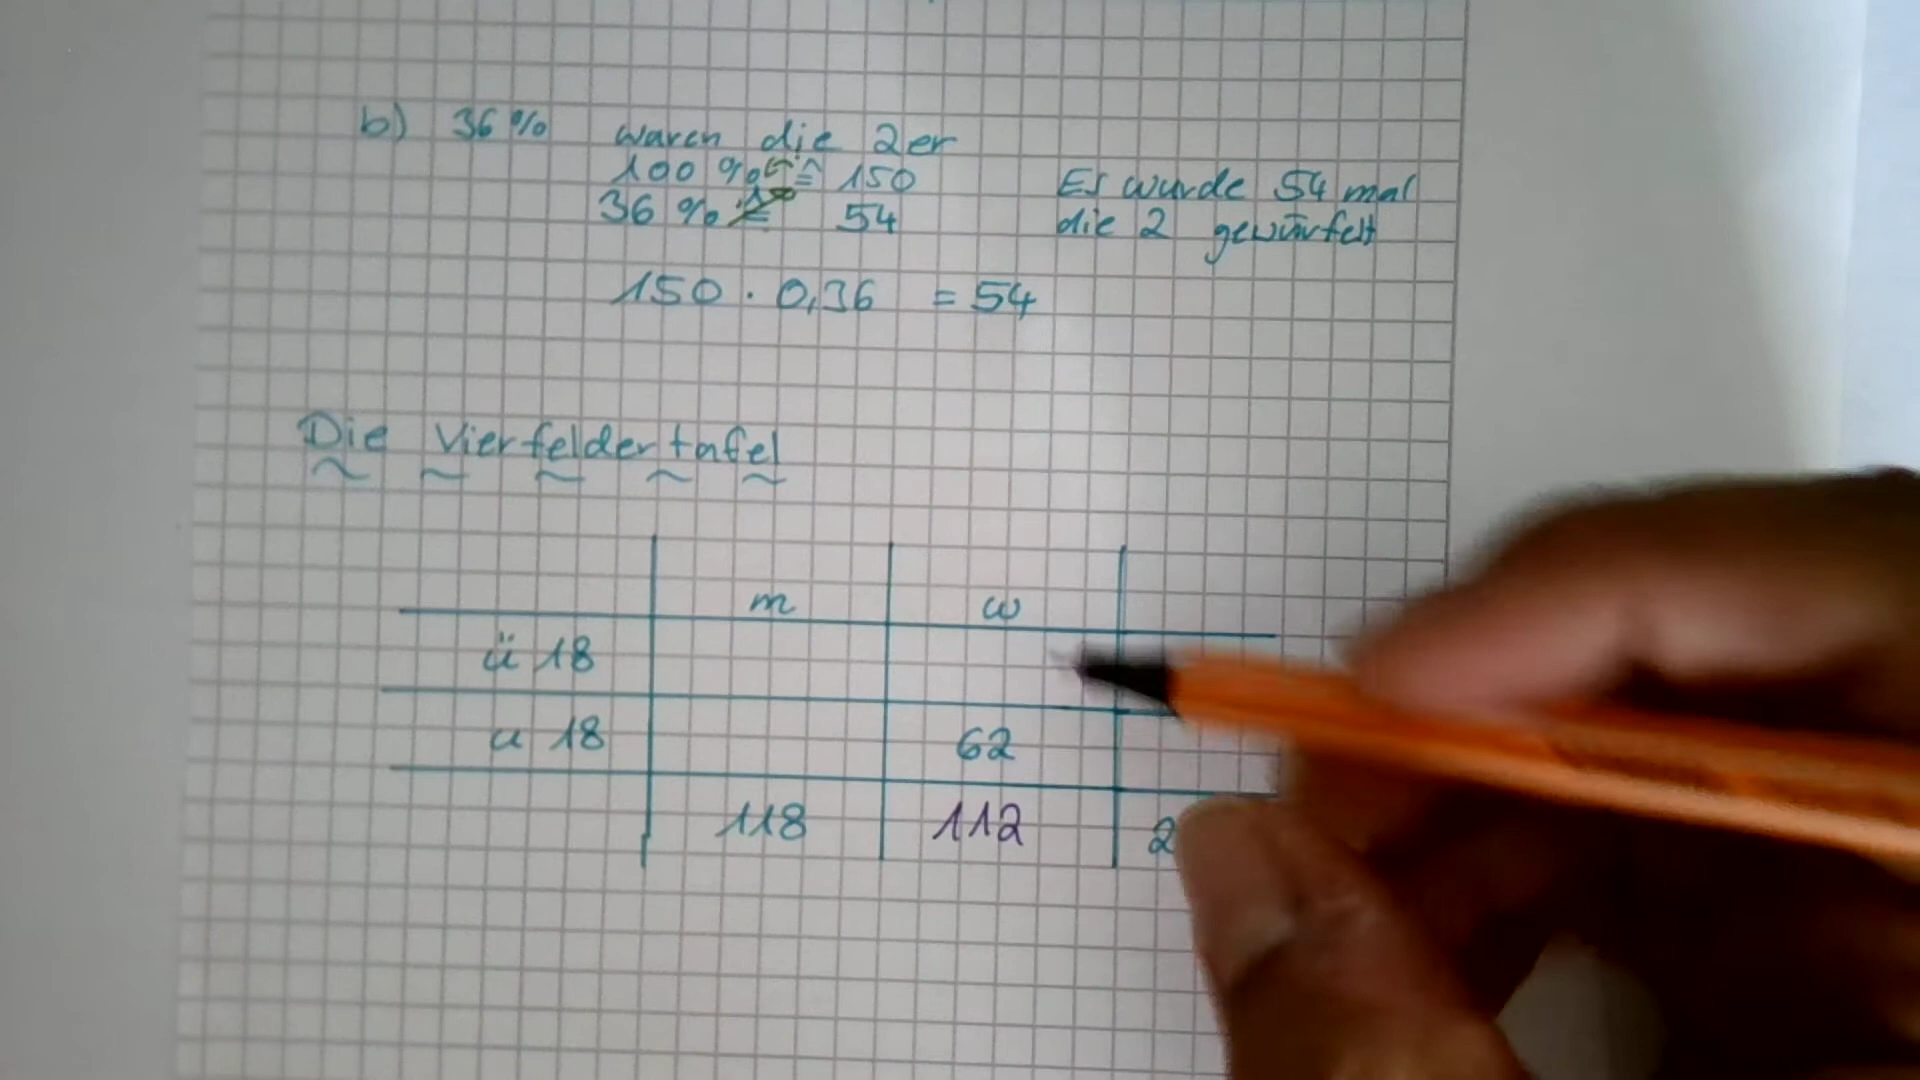 b) 36% waren die 2er
100 % ≙ 150
36 % ≙ 54
Es wurde 54 mal
die 2 gewürfelt
150 · 0,36 = 54
Die Vierfeldertafel
m w
ü 18
u 18 62
118 112 2